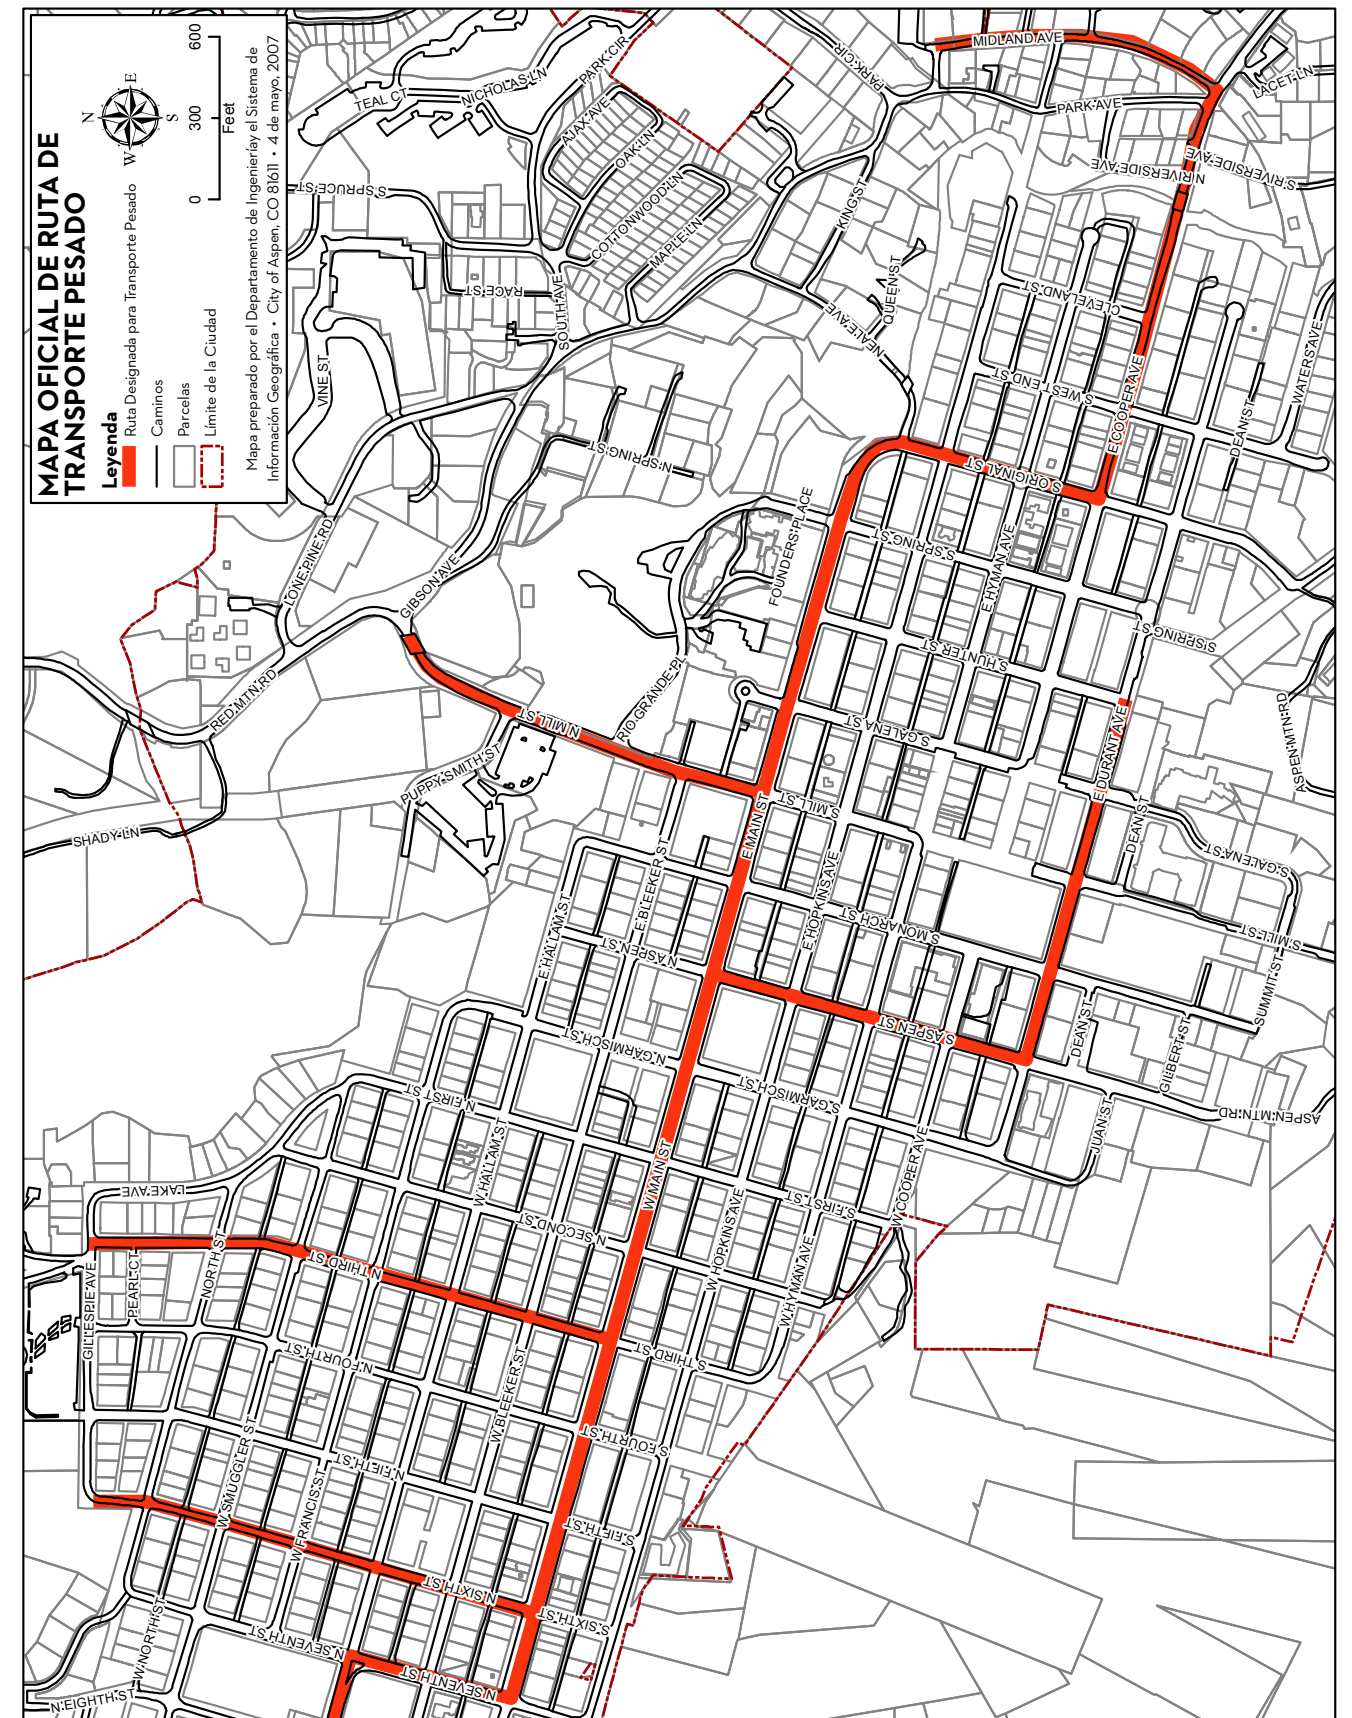 MAPA OFICIAL DE RUTA DE
TRANSPORTE PESADO
Leyenda
Ruta Designada para Transporte Pesado
Caminos
Parcelas
Límite de la Ciudad
N
S
E
W
0
300
600
Feet
Mapa preparado por el Departamento de Ingenieríay el Sistema de
Información Geográfica • City of Aspen, CO 81611 • 4 de mayo, 2007
TEAL CT
NICHOLAS LN
PARK CIR
PARK CIR
MIDLAND AVE
LACET LN
PARK AVE
AJAX AVE
OAK LN
COTTONWOOD LN
MAPLE LN
S SPRUCE ST
RACE ST
SOUTH AVE
VINE ST
KING ST
QUEEN ST
NEALE AVE
N RIVERSIDE AVE
S RIVERSIDE AVE
CLEVELAND ST
S WEST END ST
E COOPER AVE
DEAN ST
WATERS AVE
S ORIGINAL ST
N SPRING ST
LONE PINE RD
GIBSON AVE
FOUNDERS PLACE
S SPRING ST
E HYMAN AVE
S SPRING ST
S HUNTER ST
RED MTN RD
N MILL ST
RIO GRANDE PL
S GALENA ST
E DURANT AVE
ASPEN MTN RD
PUPPY SMITH ST
SHADY LN
S MILL ST
E MAIN ST
DEAN ST
S GALENA ST
E BLEEKER ST
E HOPKINS AVE
S MONARCH ST
E HALLAM ST
N ASPEN ST
S MILL ST
SUMMIT ST
S ASPEN ST
DEAN ST
GILBERT ST
N GARMISCH ST
S GARMISCH ST
JUAN ST
ASPEN MTN RD
N FIRST ST
W HALLAM ST
W MAIN ST
S FIRST ST
W COOPER AVE
LAKE AVE
N SECOND ST
W HOPKINS AVE
W HYMAN AVE
GILLESPIE AVE
PEARL CT
NORTH ST
N THIRD ST
S THIRD ST
N FOURTH ST
W BLEEKER ST
S FOURTH ST
W SMUGGLER ST
W FRANCIS ST
N FIFTH ST
S FIFTH ST
N SIXTH ST
S SIXTH ST
W NORTH ST
N SEVENTH ST
N SEVENTH ST
N EIGHTH ST